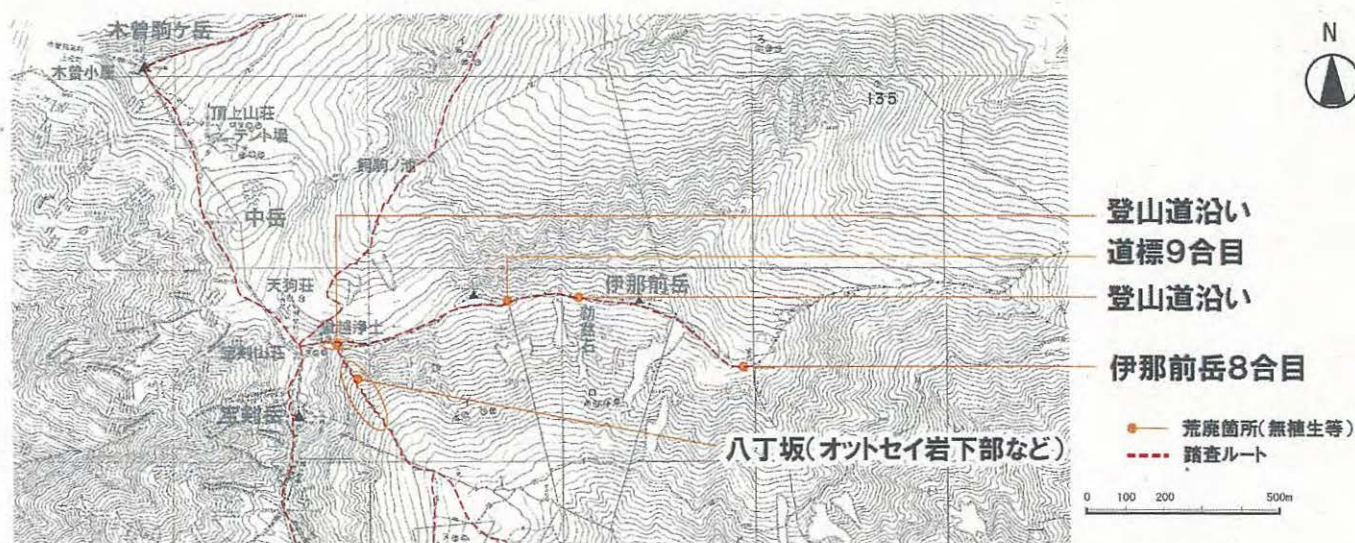 木曽駒ケ岳
木曽小屋
頂上山荘
テント場
135
中岳
伊那前岳
天狗荘
宝剣山荘
宝剣岳
N
登山道沿い
道標9合目
登山道沿い
伊那前岳8合目
八丁坂(オットセイ岩下部など)
荒廃箇所(無植生等)
踏査ルート
0 100 200 500m